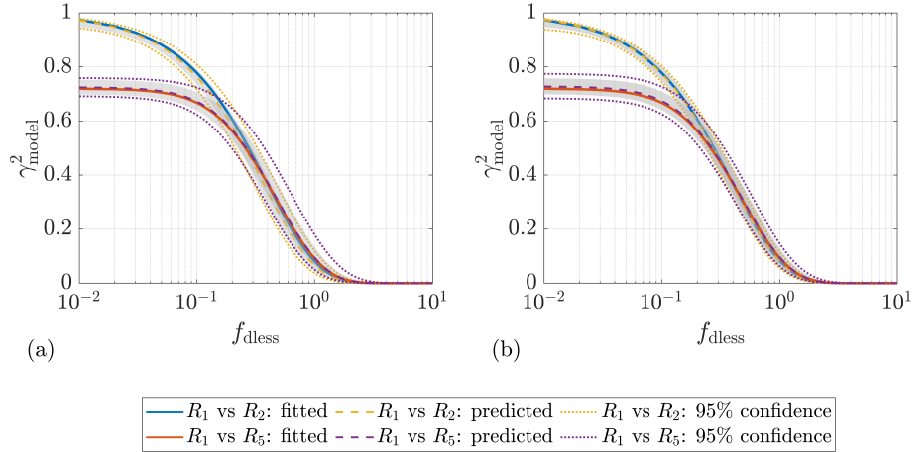 1
0.8
0.6
0.4
0.2
0
γ²model
10⁻² 10⁻¹ 10⁰ 10¹
fdless
(a)
1
0.8
0.6
0.4
0.2
0
γ²model
10⁻² 10⁻¹ 10⁰ 10¹
fdless
(b)
R₁ vs R₂: fitted R₁ vs R₂: predicted R₁ vs R₂: 95% confidence
R₁ vs R₅: fitted R₁ vs R₅: predicted R₁ vs R₅: 95% confidence